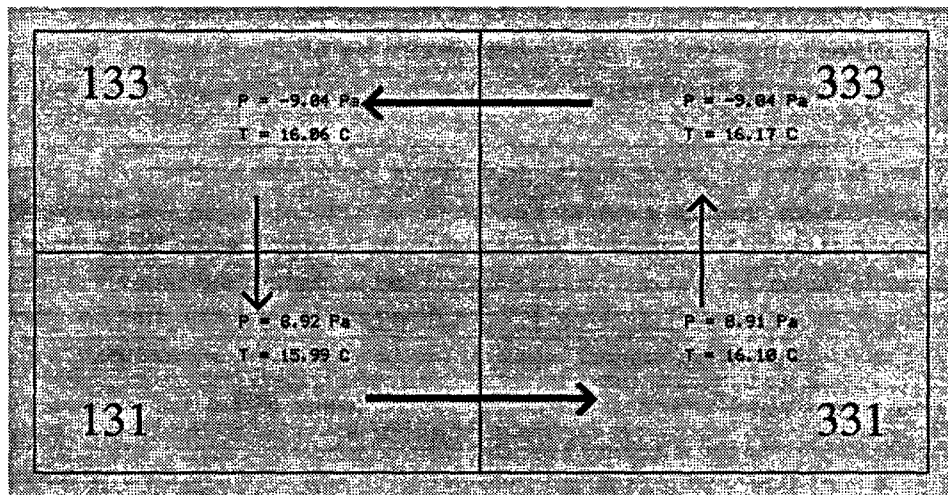 133
P = -9.04 Pa
T = 16.06 C
333
P = -9.04 Pa
T = 16.17 C
P = 8.92 Pa
T = 15.99 C
131
P = 8.91 Pa
T = 16.10 C
331